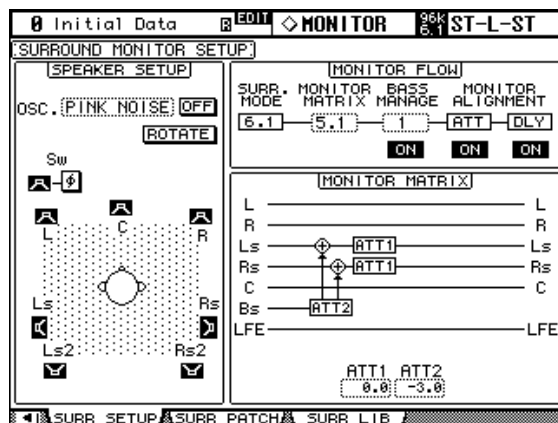 0 Initial Data EDIT ◇MONITOR 96k 6.1 ST-L-ST
SURROUND MONITOR SETUP
SPEAKER SETUP
OSC. PINK NOISE OFF
ROTATE
Sw
φ
L C R
Ls Rs
Ls2 Rs2
MONITOR FLOW
SURR. MODE MONITOR MATRIX BASS MANAGE MONITOR ALIGNMENT
6.1 5.1 1 ATT DLY
ON ON ON
MONITOR MATRIX
L L
R R
Ls ATT1 Ls
Rs ATT1 Rs
C C
Bs ATT2
LFE LFE
ATT1 ATT2
0.0 -3.0
SURR SETUP SURR PATCH SURR LIB